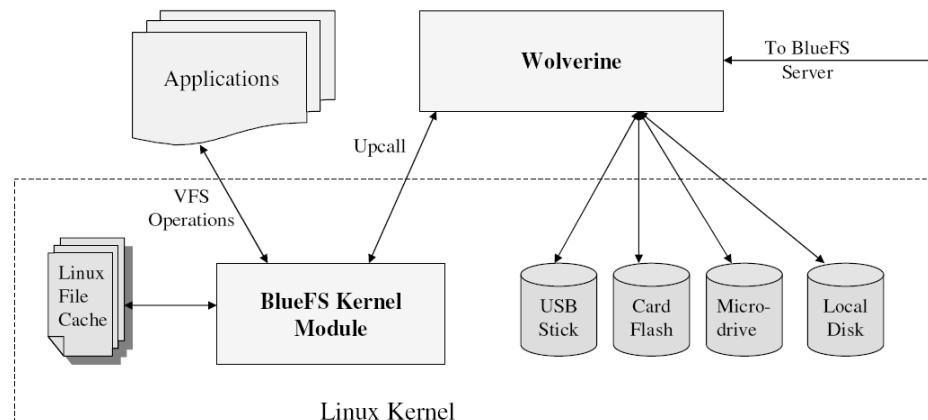 Applications
Wolverine
To BlueFS
Server
Upcall
VFS
Operations
Linux
File
Cache
BlueFS Kernel
Module
USB
Stick
Card
Flash
Micro-
drive
Local
Disk
Linux Kernel